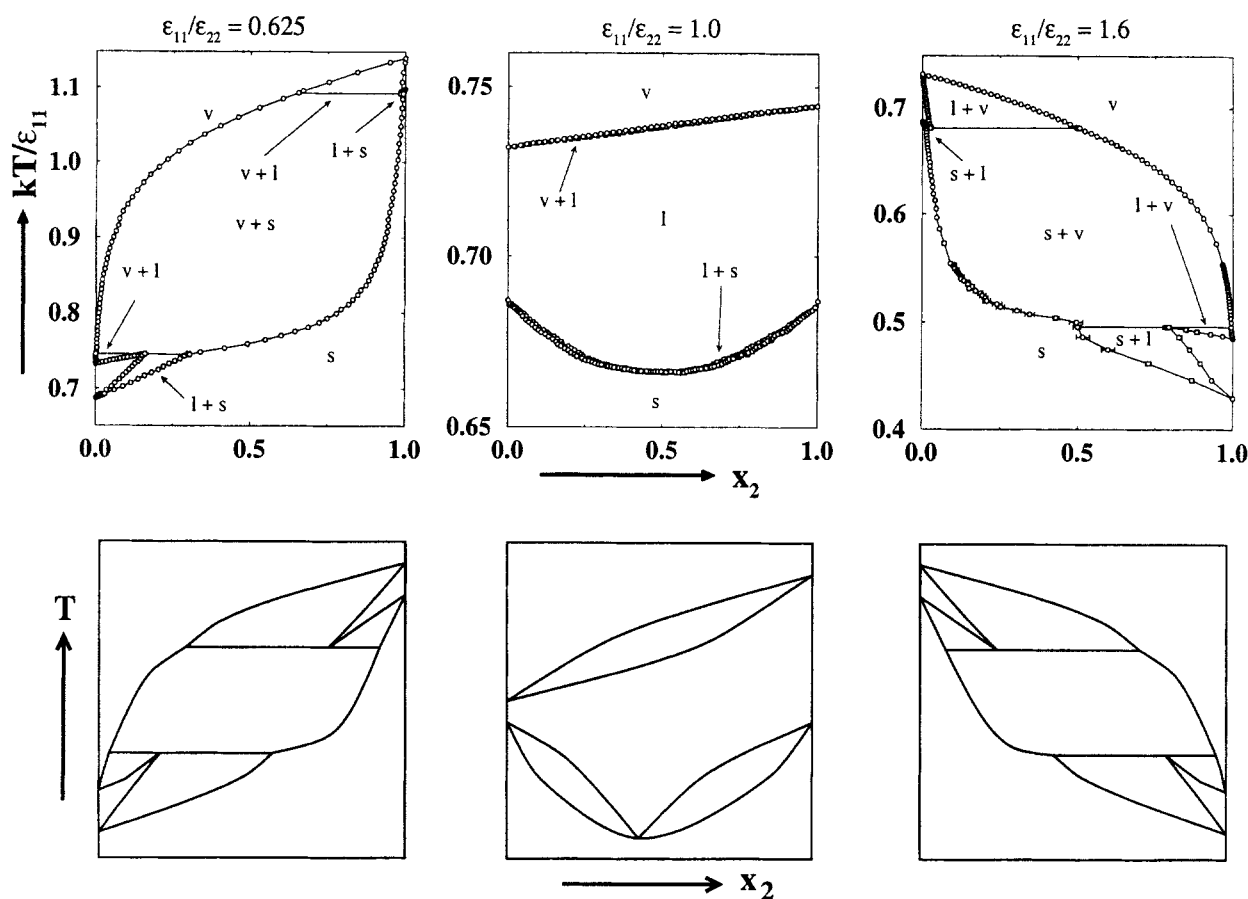 ε₁₁/ε₂₂ = 0.625
ε₁₁/ε₂₂ = 1.0
ε₁₁/ε₂₂ = 1.6
kT/ε₁₁
1.1
1.0
0.9
0.8
0.7
v
v+l
l+s
v+s
v+l
s
l+s
0.0
0.5
1.0
0.75
0.70
0.65
v
v+l
l
l+s
s
0.0
0.5
1.0
0.7
0.6
0.5
0.4
l+v
v
s+l
l+v
s+v
s+l
s
0.0
0.5
1.0
x₂
T
x₂